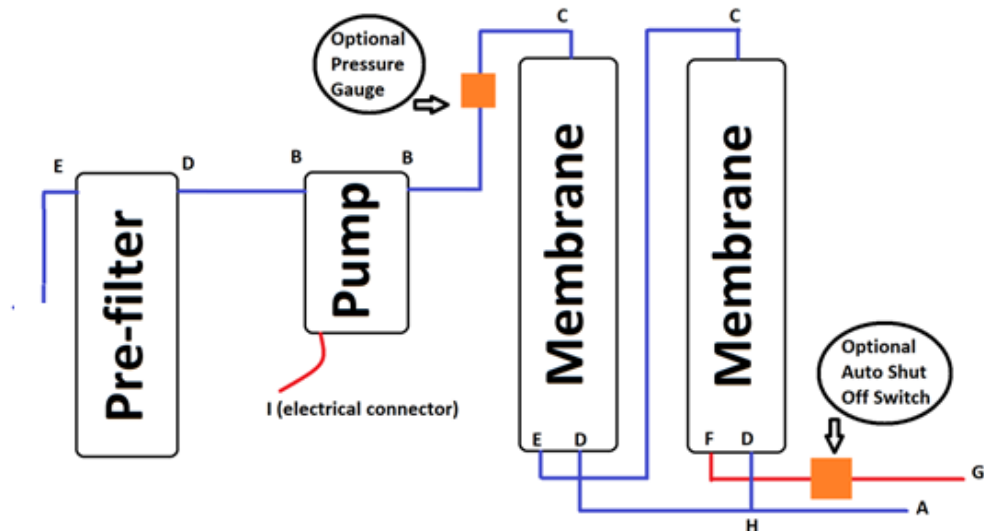 C
C
Optional
Pressure
Gauge
E
D
B
B
Pre-filter
Pump
Membrane
Membrane
I (electrical connector)
Optional
Auto Shut
Off Switch
E
D
F
D
G
A
H